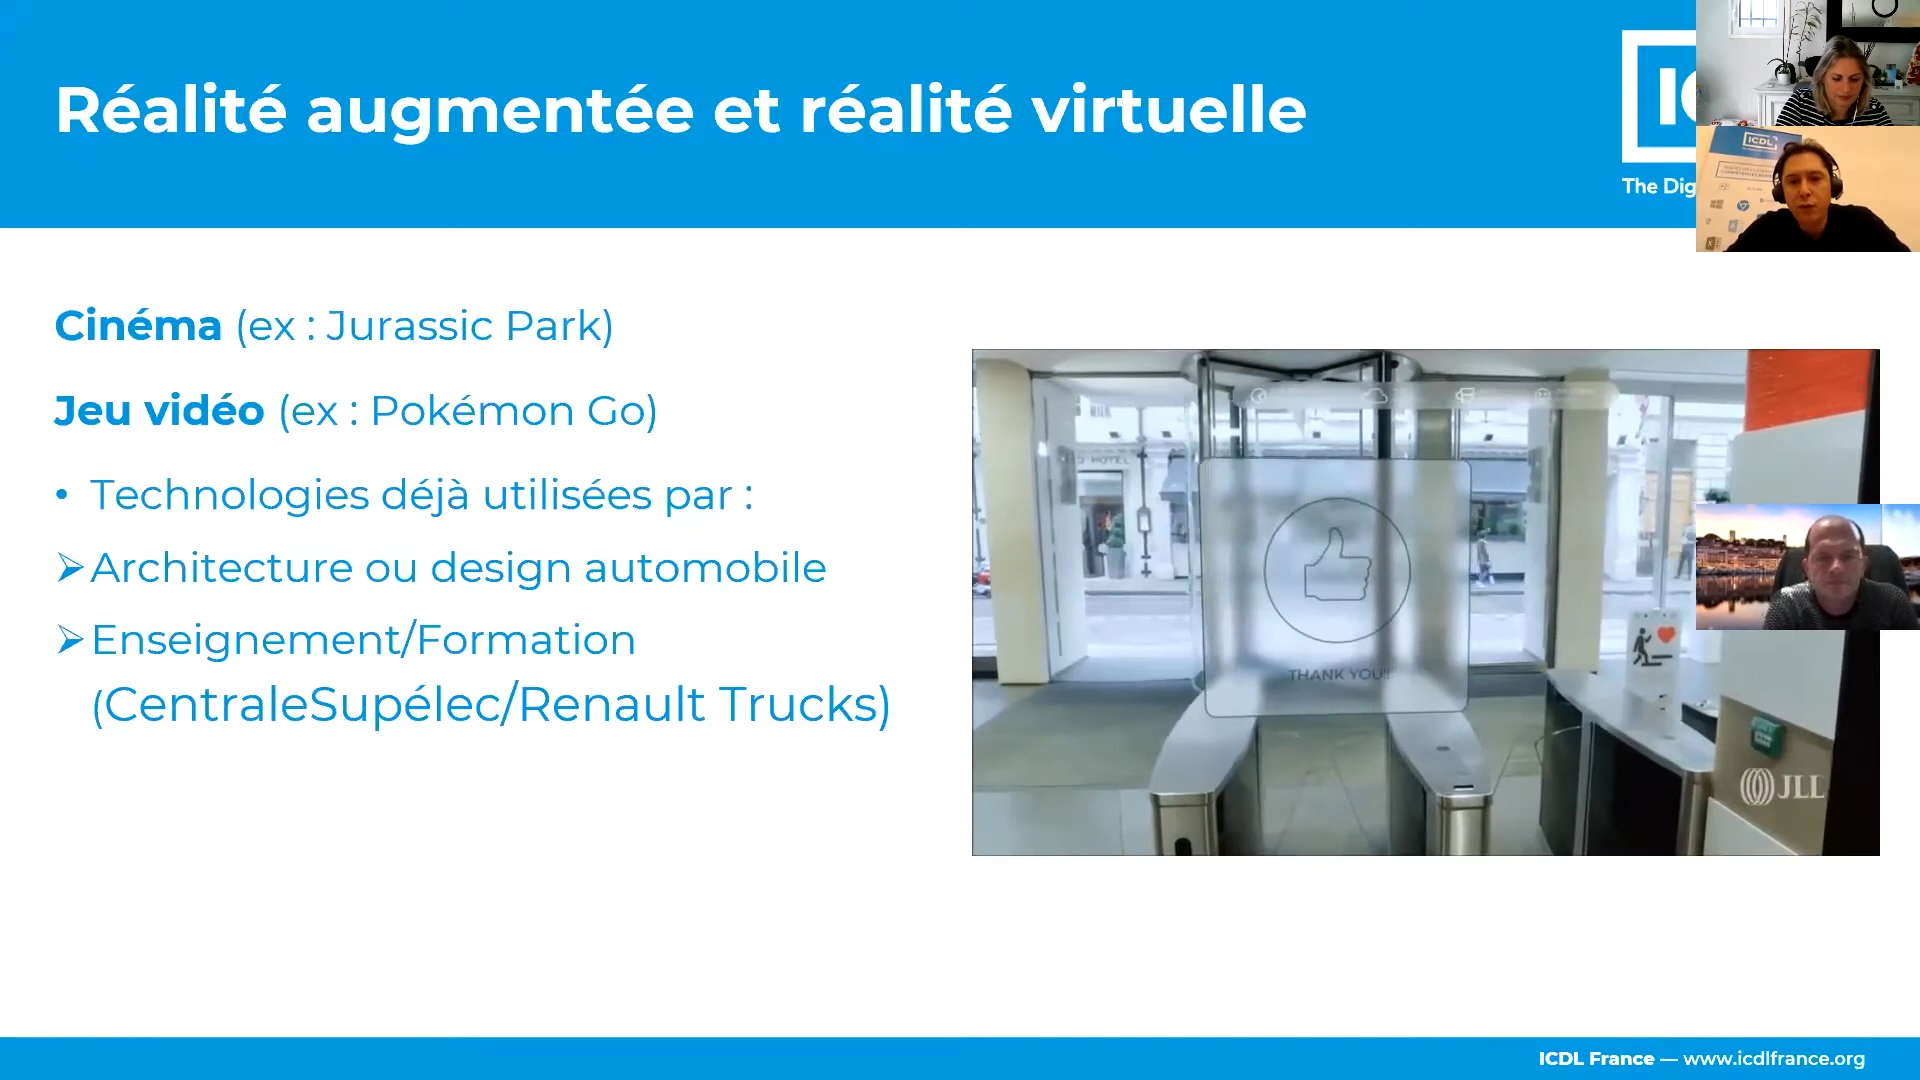 Réalité augmentée et réalité virtuelle
The Dig
ICDL
Cinéma (ex : Jurassic Park)
Jeu vidéo (ex : Pokémon Go)
• Technologies déjà utilisées par :
➢ Architecture ou design automobile
➢ Enseignement/Formation
(CentraleSupélec/Renault Trucks)
HOTEL
THANK YOU!!
JLL
ICDL France — www.icdlfrance.org